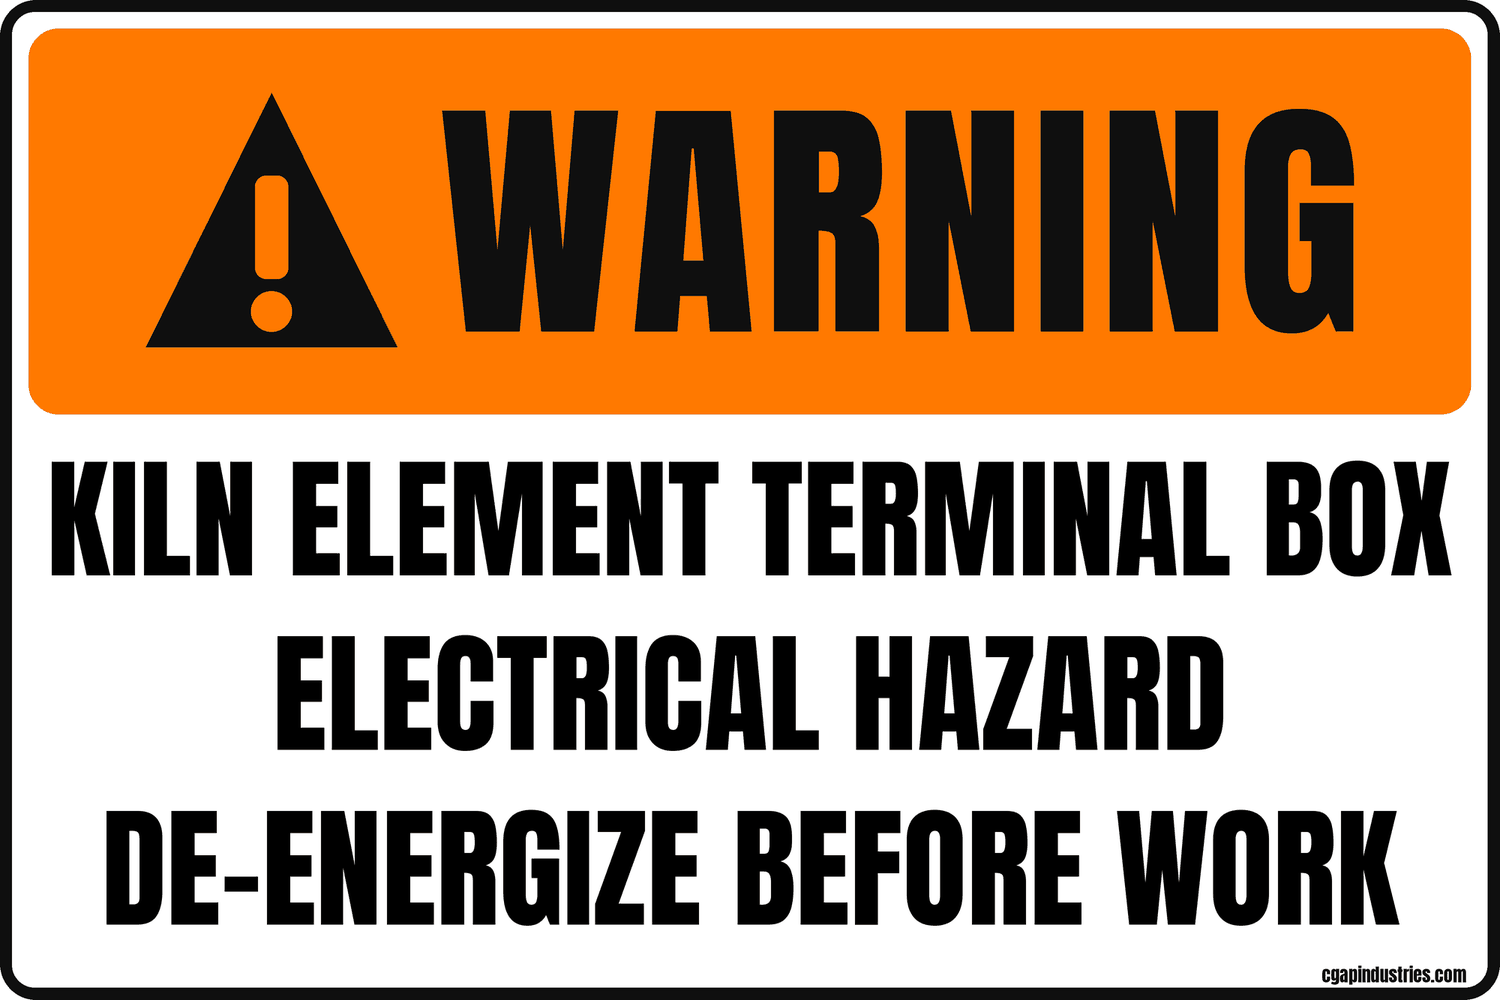 WARNING
KILN ELEMENT TERMINAL BOX
ELECTRICAL HAZARD
DE-ENERGIZE BEFORE WORK
cgapindustries.com